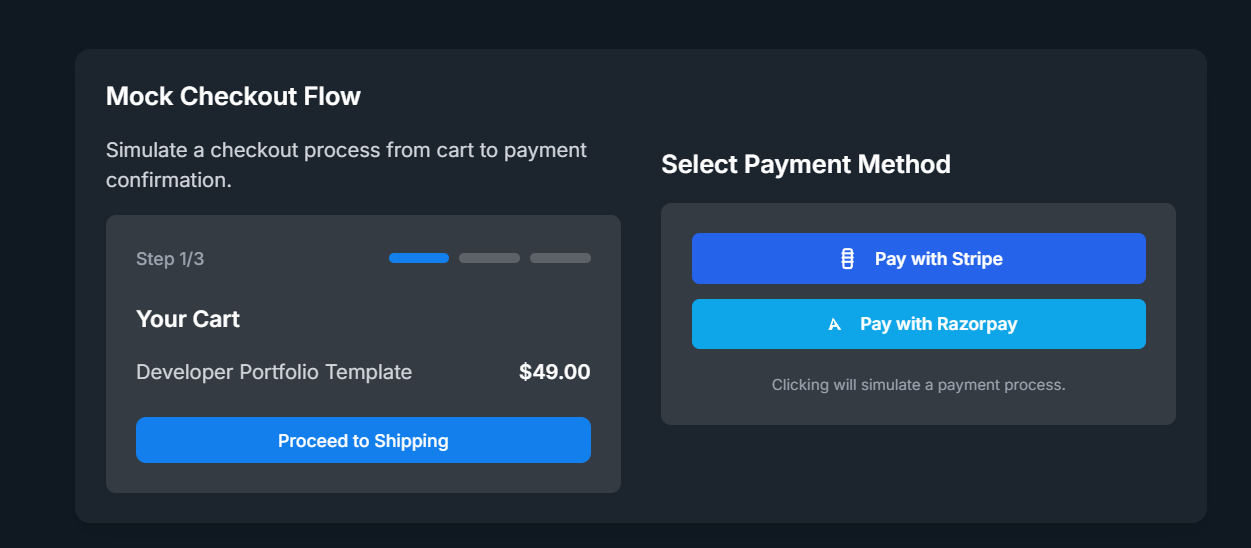 Mock Checkout Flow
Simulate a checkout process from cart to payment
confirmation.
Step 1/3
Your Cart
Developer Portfolio Template
$49.00
Proceed to Shipping
Select Payment Method
Pay with Stripe
Pay with Razorpay
Clicking will simulate a payment process.